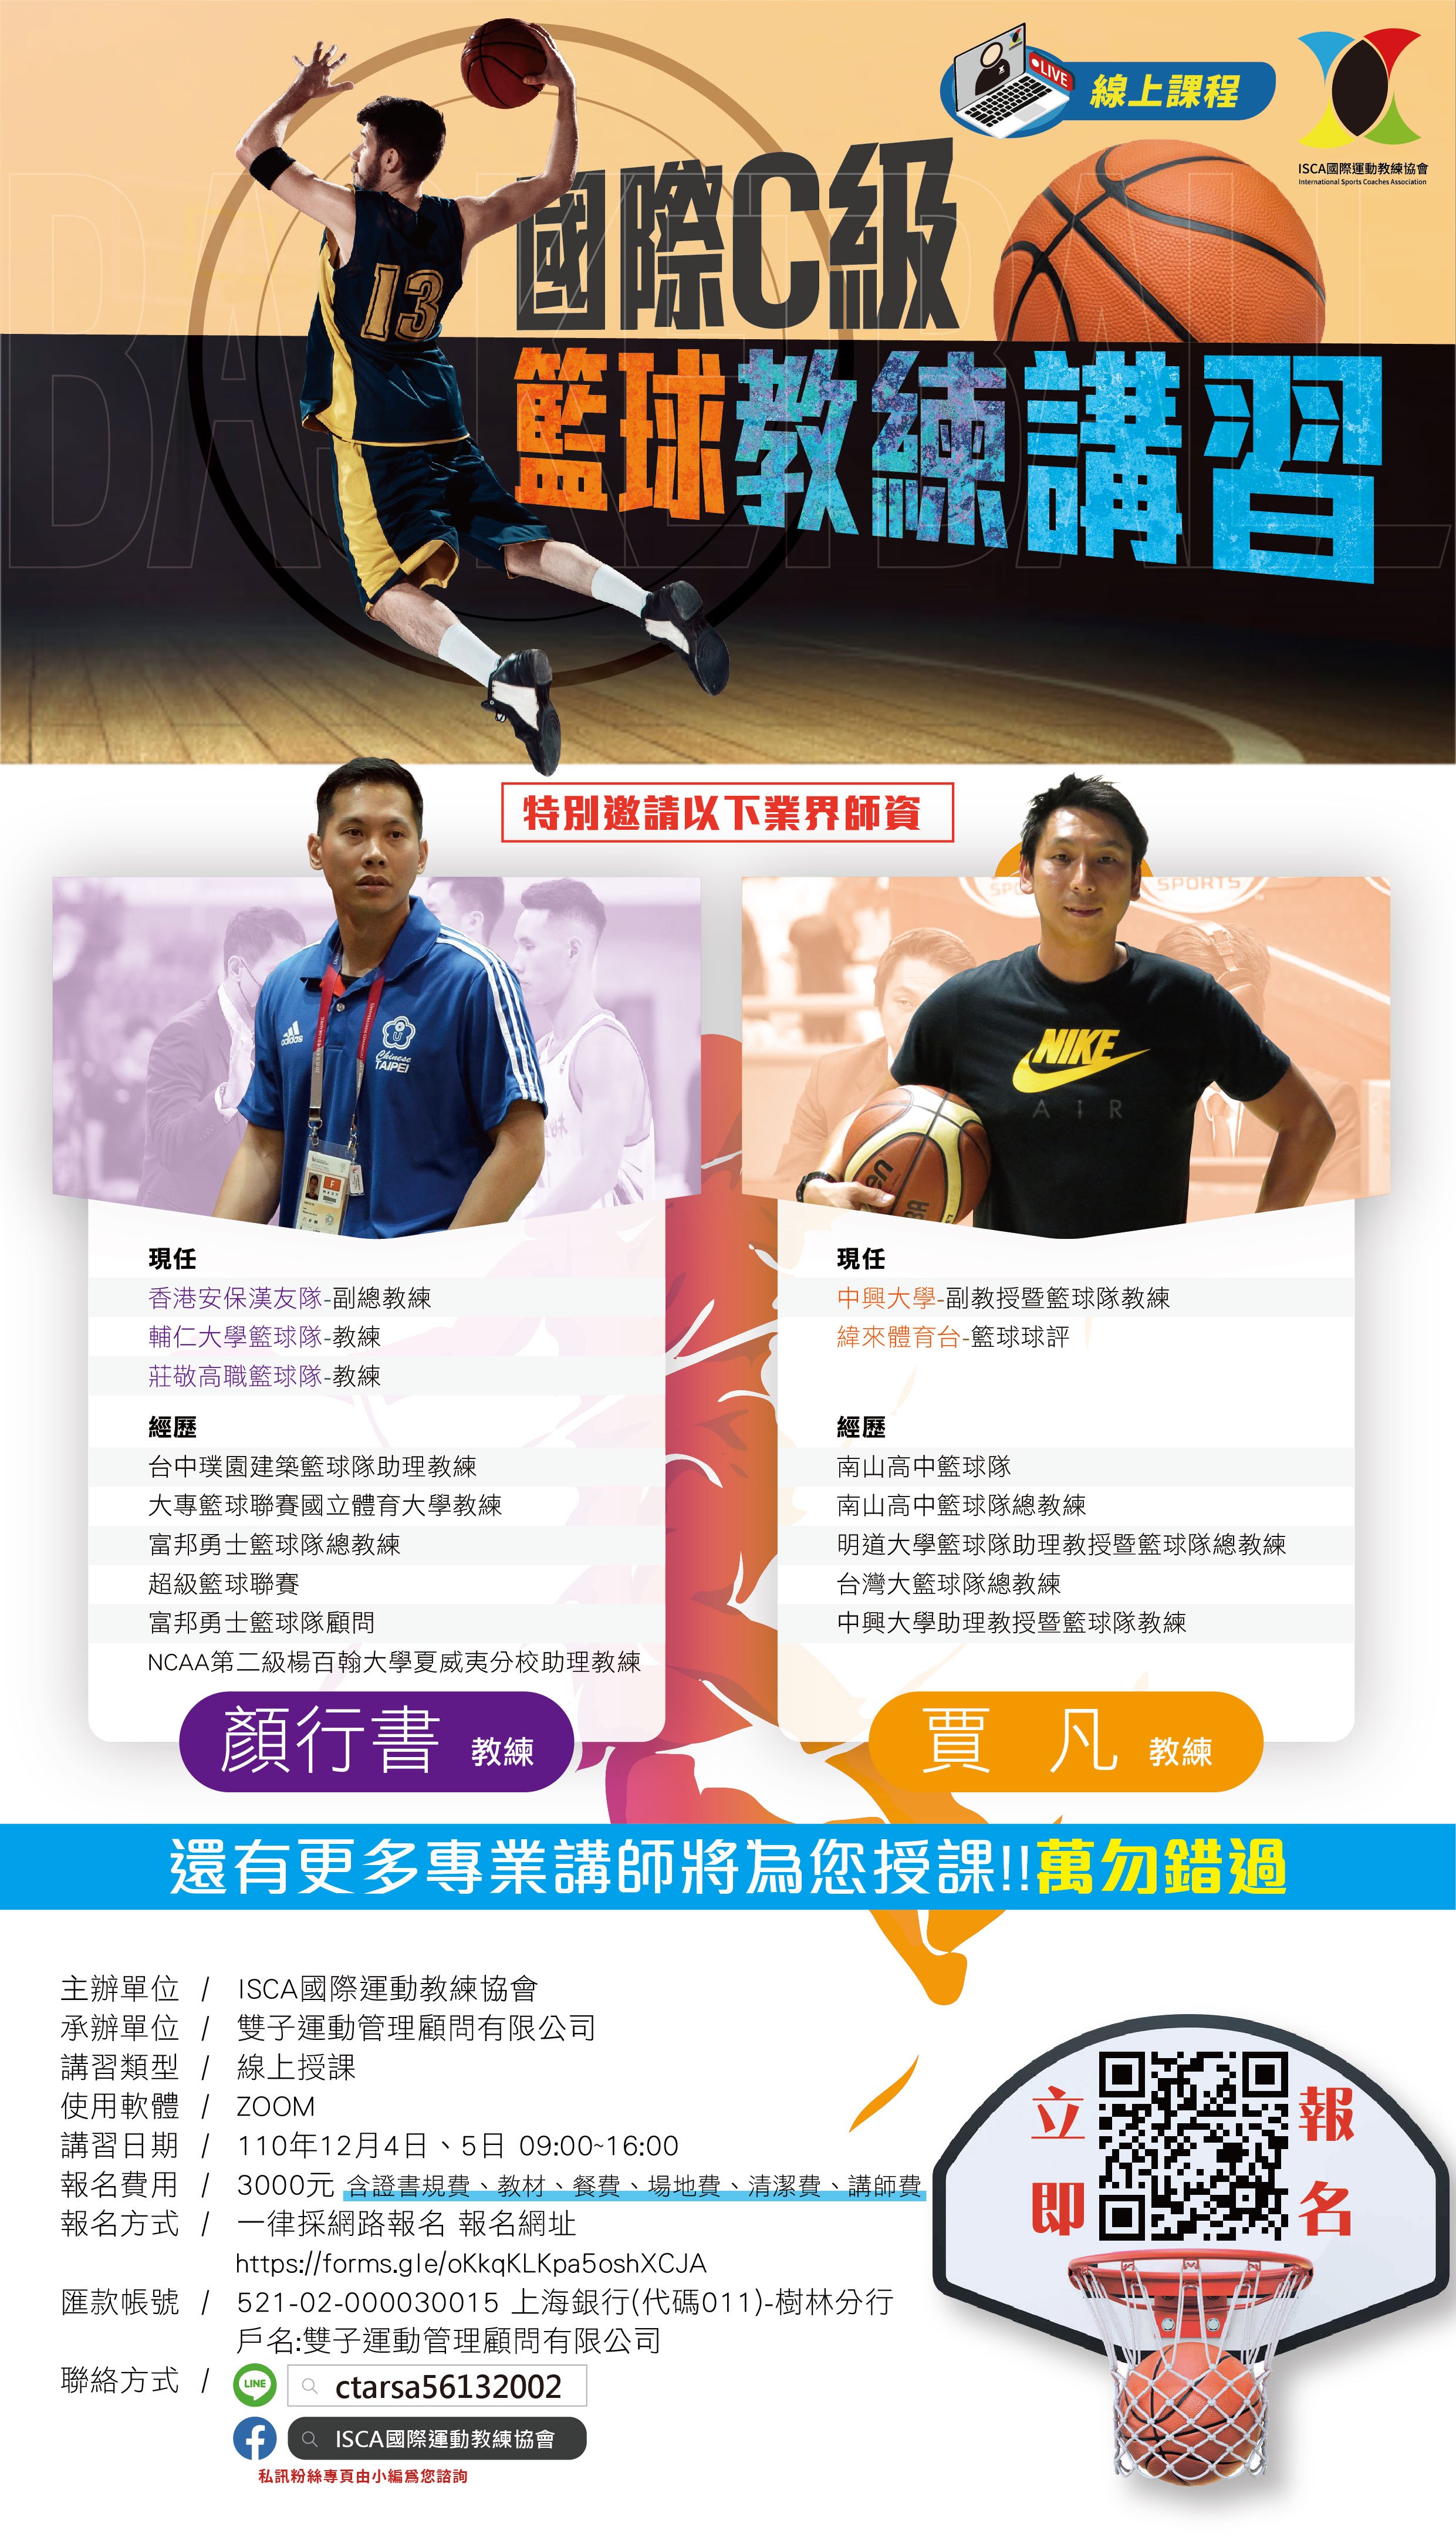 LIVE
線上課程
ISCA國際運動教練協會
International Sports Coaches Association
BASKETBALL
13
國際C級
籃球教練講習
特別邀請以下業界師資
adidas
Chinese
TAIPEI
SPORTS
NIKE
AIR
現任
香港安保漢友隊-副總教練
輔仁大學籃球隊-教練
莊敬高職籃球隊-教練
經歷
台中璞園建築籃球隊助理教練
大專籃球聯賽國立體育大學教練
富邦勇士籃球隊總教練
超級籃球聯賽
富邦勇士籃球隊顧問
NCAA第二級楊百翰大學夏威夷分校助理教練
顏行書 教練
現任
中興大學-副教授暨籃球隊教練
緯來體育台-籃球球評
經歷
南山高中籃球隊
南山高中籃球隊總教練
明道大學籃球隊助理教授暨籃球隊總教練
台灣大籃球隊總教練
中興大學助理教授暨籃球隊教練
賈 凡 教練
還有更多專業講師將為您授課!!萬勿錯過
主辦單位 / ISCA國際運動教練協會
承辦單位 / 雙子運動管理顧問有限公司
講習類型 / 線上授課
使用軟體 / ZOOM
講習日期 / 110年12月4日、5日 09:00~16:00
報名費用 / 3000元 含證書規費、教材、餐費、場地費、清潔費、講師費
報名方式 / 一律採網路報名 報名網址
https://forms.gle/oKkqKLKpa5oshXCJA
匯款帳號 / 521-02-000030015 上海銀行(代碼011)-樹林分行
戶名:雙子運動管理顧問有限公司
聯絡方式 / LINE ctarsa56132002
ISCA國際運動教練協會
私訊粉絲專頁由小編為您諮詢
立即
報名